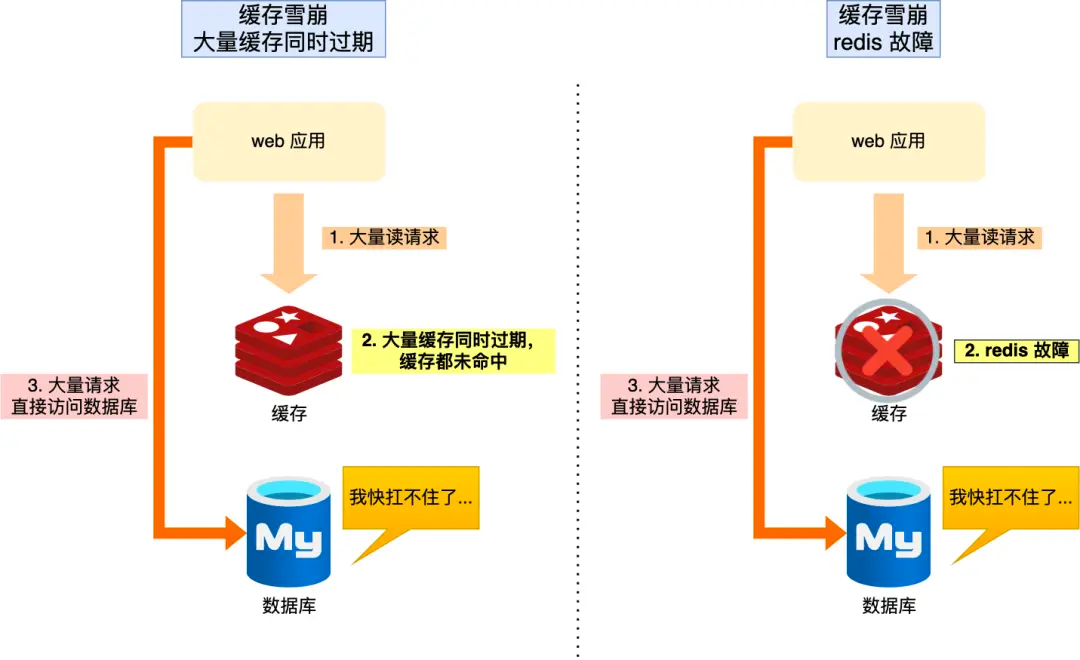 缓存雪崩
大量缓存同时过期
web 应用
1. 大量读请求
2. 大量缓存同时过期，
缓存都未命中
3. 大量请求
直接访问数据库
缓存
我快扛不住了...
My
数据库
缓存雪崩
redis 故障
web 应用
1. 大量读请求
2. redis 故障
3. 大量请求
直接访问数据库
缓存
我快扛不住了...
My
数据库